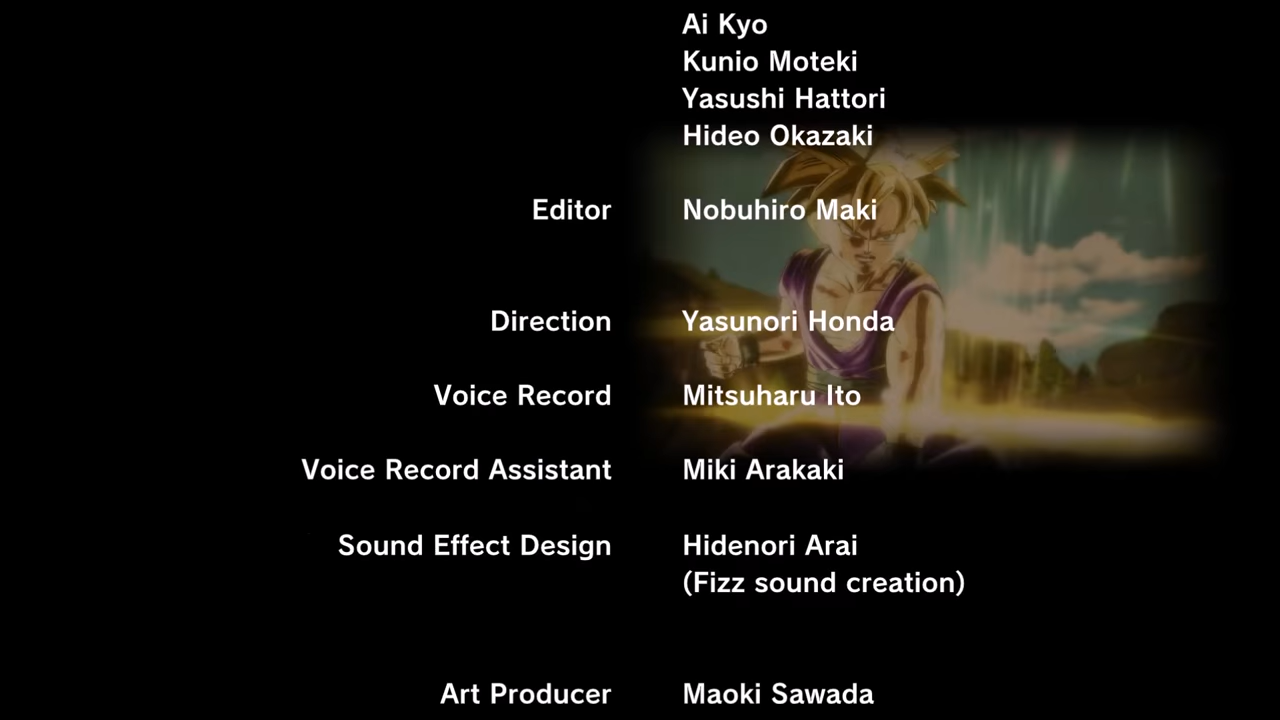 Ai Kyo
Kunio Moteki
Yasushi Hattori
Hideo Okazaki
Editor Nobuhiro Maki
Direction Yasunori Honda
Voice Record Mitsuharu Ito
Voice Record Assistant Miki Arakaki
Sound Effect Design Hidenori Arai
(Fizz sound creation)
Art Producer Maoki Sawada